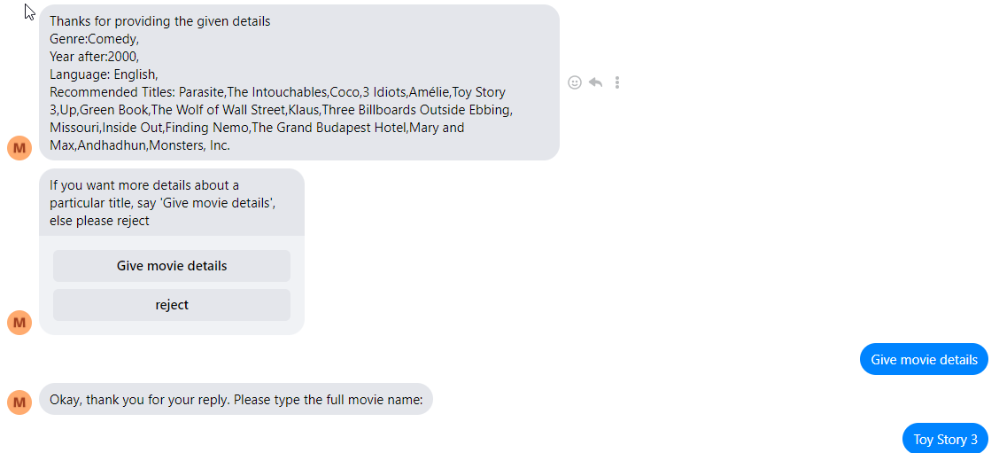 Thanks for providing the given details
Genre:Comedy,
Year after:2000,
Language: English,
Recommended Titles: Parasite,The Intouchables,Coco,3 Idiots,Amélie,Toy Story
3,Up,Green Book,The Wolf of Wall Street,Klaus,Three Billboards Outside Ebbing,
Missouri,Inside Out,Finding Nemo,The Grand Budapest Hotel,Mary and
Max,Andhadhun,Monsters, Inc.
M
If you want more details about a
particular title, say 'Give movie details',
else please reject
Give movie details
reject
M
Give movie details
Okay, thank you for your reply. Please type the full movie name:
M
Toy Story 3